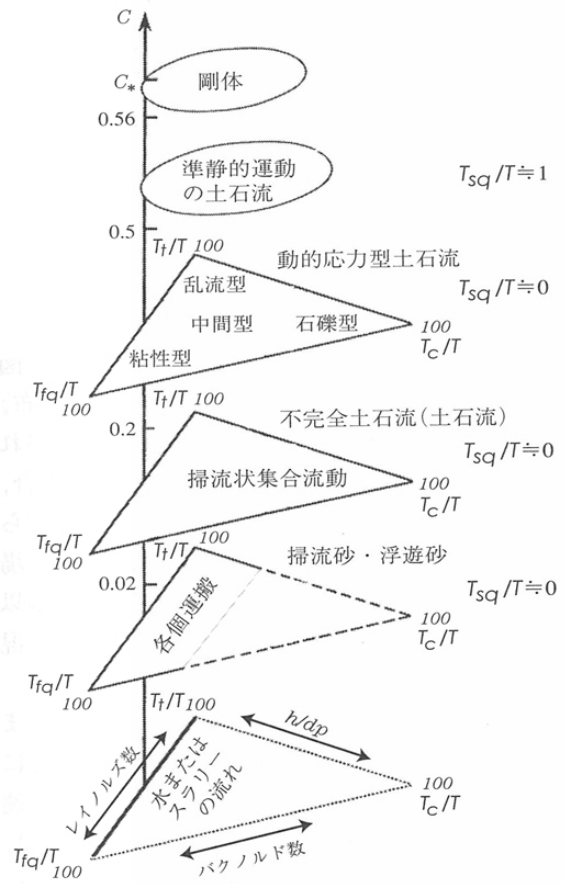 C
C*
剛体
0.56
準静的運動
の土石流
Tsq/T≒1
0.5
Tt/T 100
動的応力型土石流
乱流型
Tsq/T≒0
中間型
石礫型
100
Tc/T
粘性型
Tfq/T
100
Tt/T 100
0.2
不完全土石流(土石流)
Tsq/T≒0
掃流状集合流動
100
Tc/T
Tfq/T
100
Tt/T 100
掃流砂・浮遊砂
0.02
Tsq/T≒0
各個運搬
100
Tc/T
Tfq/T
100
Tt/T 100
h/dp
レイノルズ数
水または
スラリー
の流れ
100
Tc/T
Tfq/T 100
バクノルド数